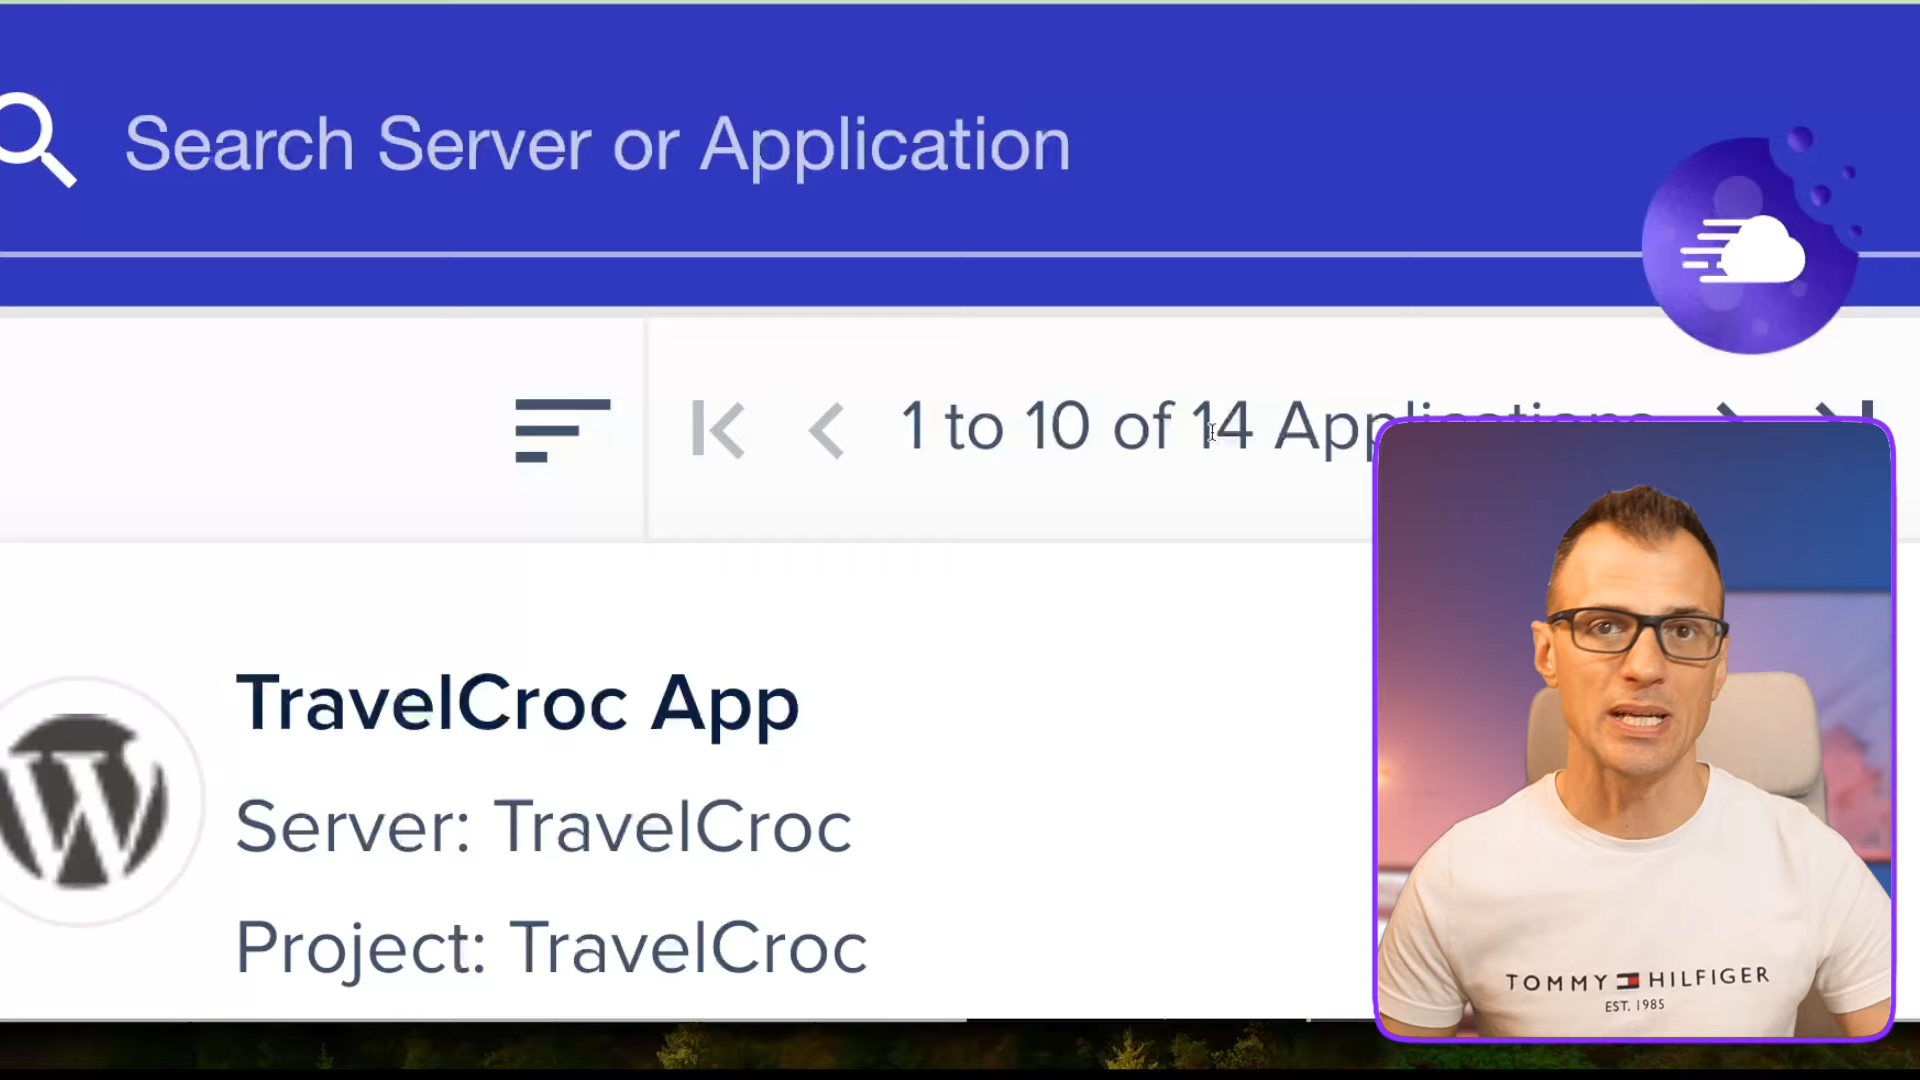 Search Server or Application
1 to 10 of 14 Applications
TravelCroc App
Server: TravelCroc
Project: TravelCroc
TOMMY HILFIGER
EST. 1985